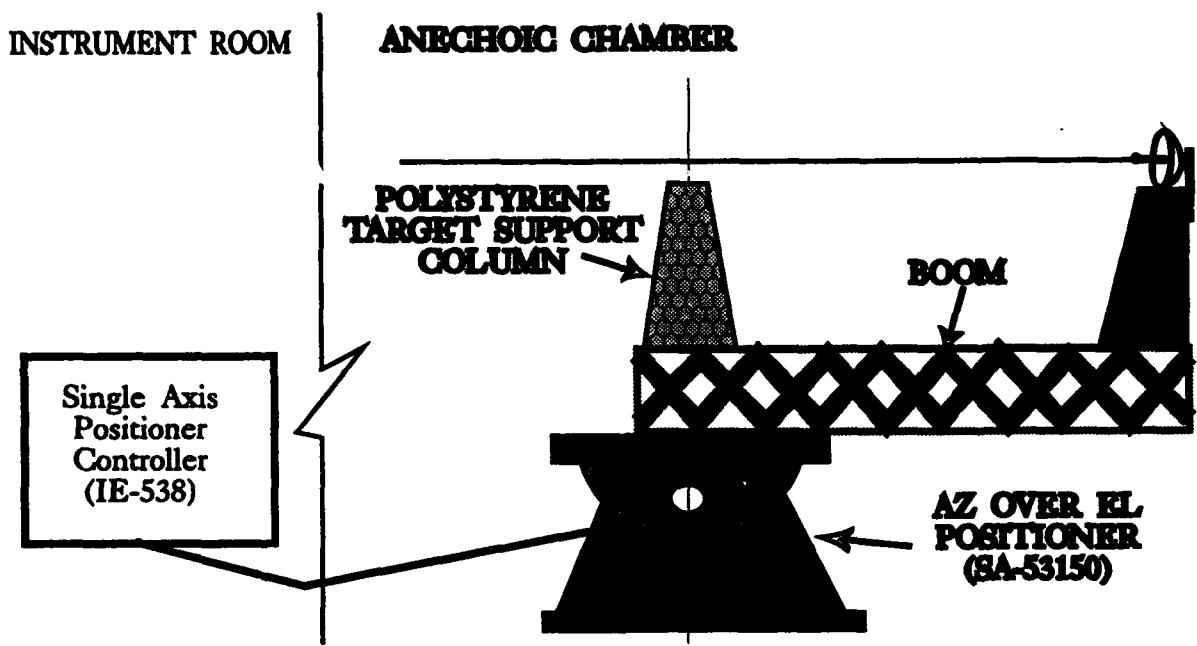 INSTRUMENT ROOM
ANECHOIC CHAMBER
POLYSTYRENE
TARGET SUPPORT
COLUMN
BOOM
Single Axis
Positioner
Controller
(IE-538)
AZ OVER EL
POSITIONER
(SA-53150)